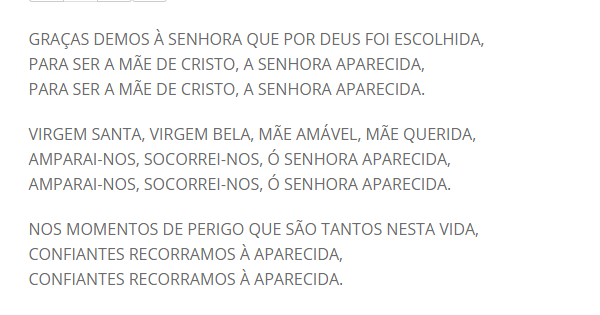 GRAÇAS DEMOS À SENHORA QUE POR DEUS FOI ESCOLHIDA,
PARA SER A MÃE DE CRISTO, A SENHORA APARECIDA,
PARA SER A MÃE DE CRISTO, A SENHORA APARECIDA.
VIRGEM SANTA, VIRGEM BELA, MÃE AMÁVEL, MÃE QUERIDA,
AMPARAI-NOS, SOCORREI-NOS, Ó SENHORA APARECIDA,
AMPARAI-NOS, SOCORREI-NOS, Ó SENHORA APARECIDA.
NOS MOMENTOS DE PERIGO QUE SÃO TANTOS NESTA VIDA,
CONFIANTES RECORRAMOS À APARECIDA,
CONFIANTES RECORRAMOS À APARECIDA.